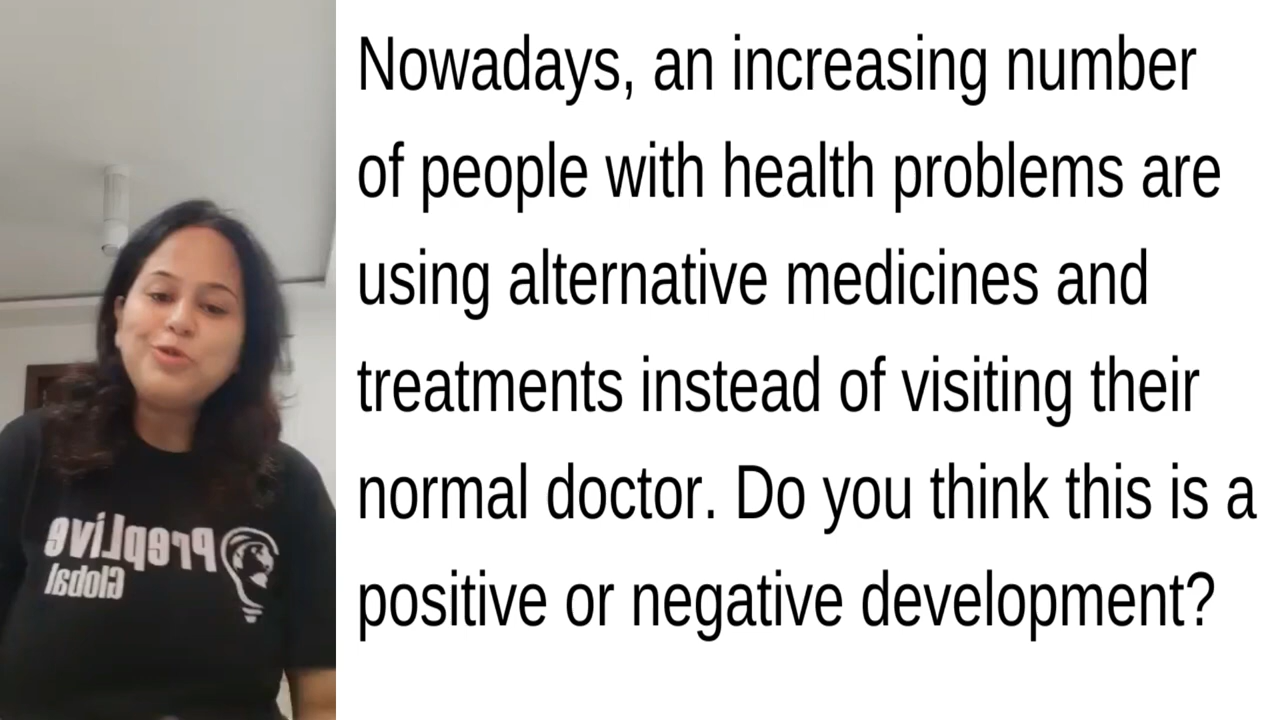 Nowadays, an increasing number
of people with health problems are
using alternative medicines and
treatments instead of visiting their
normal doctor. Do you think this is a
positive or negative development?
PrepLive
Global